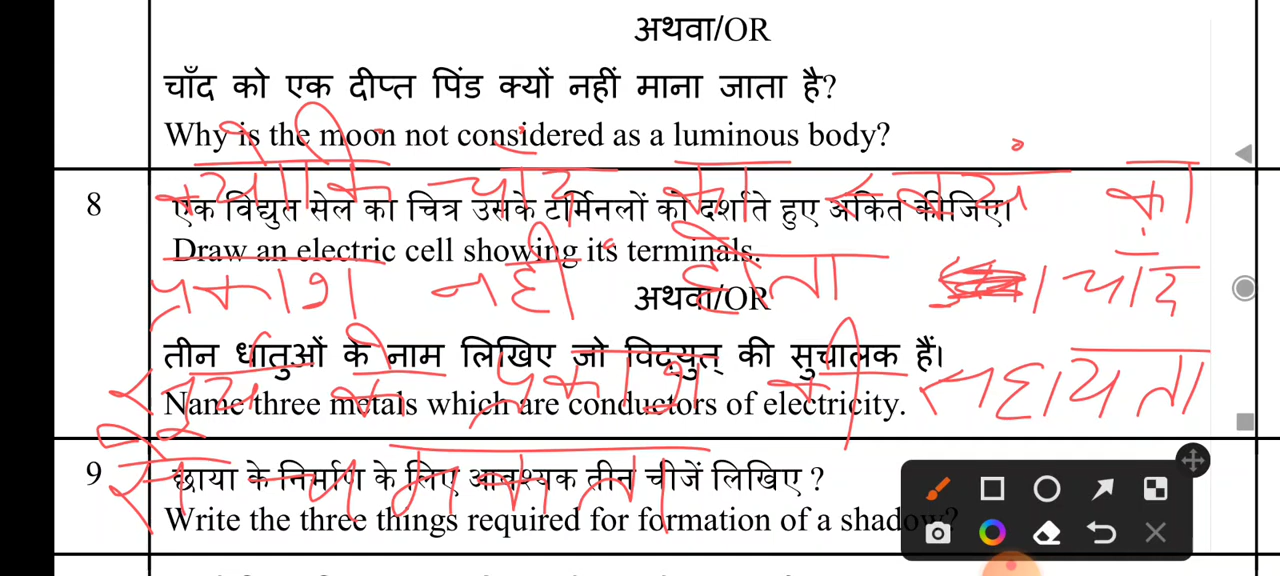 अथवा/OR
चाँद को एक दीप्त पिंड क्यों नहीं माना जाता है?
Why is the moon not considered as a luminous body?
क्योंकि चाँद का स्वयं का
8 एक विद्युत सेल का चित्र उसके टर्मिनलों को दर्शाते हुए अंकित कीजिए।
Draw an electric cell showing its terminals.
प्रकाश नहीं होता । चाँद
अथवा/OR
तीन धातुओं के नाम लिखिए जो विद्युत् की सुचालक हैं।
सूर्य के प्रकाश की सहायता
Name three metals which are conductors of electricity.
9 छाया के निर्माण के लिए आवश्यक तीन चीजें लिखिए ?
से चमकता
Write the three things required for formation of a shadow?